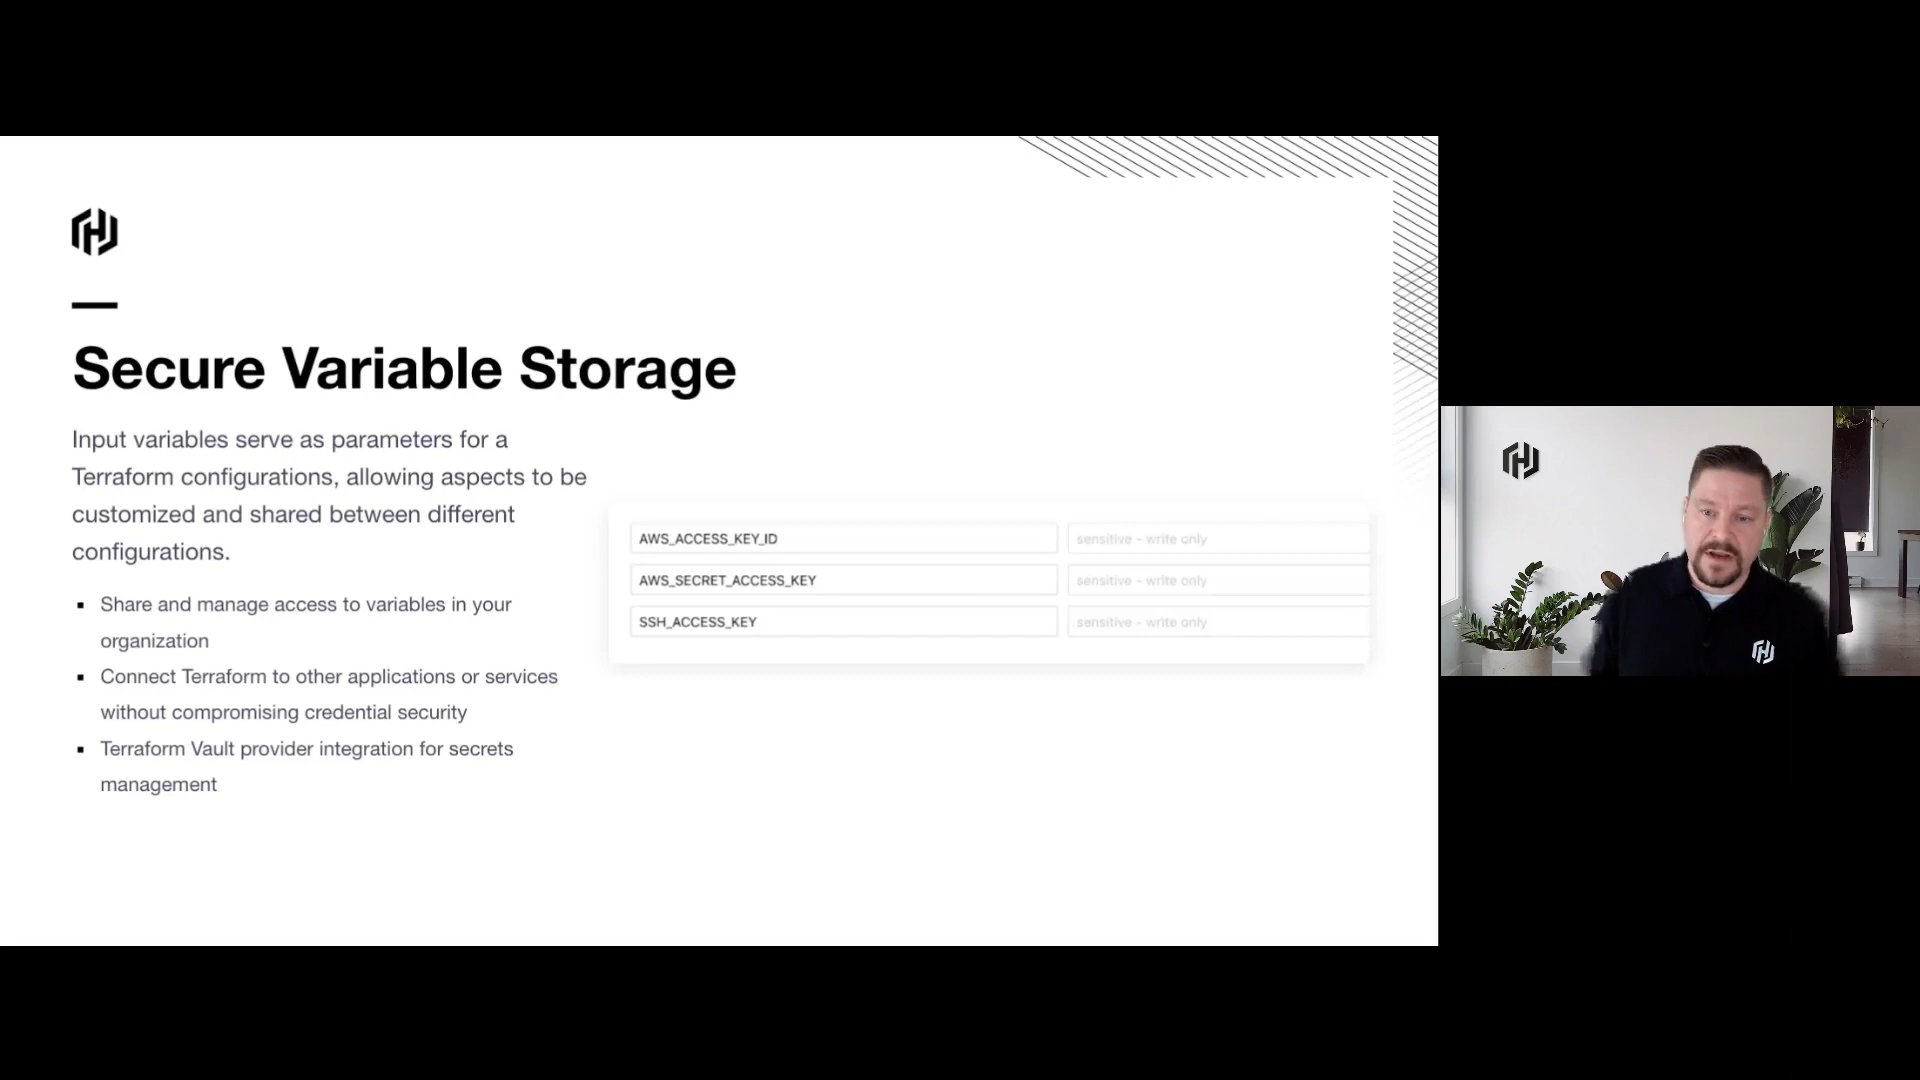 Secure Variable Storage
Input variables serve as parameters for a
Terraform configurations, allowing aspects to be
customized and shared between different
configurations.
▪ Share and manage access to variables in your
organization
▪ Connect Terraform to other applications or services
without compromising credential security
▪ Terraform Vault provider integration for secrets
management
AWS_ACCESS_KEY_ID sensitive - write only
AWS_SECRET_ACCESS_KEY sensitive - write only
SSH_ACCESS_KEY sensitive - write only